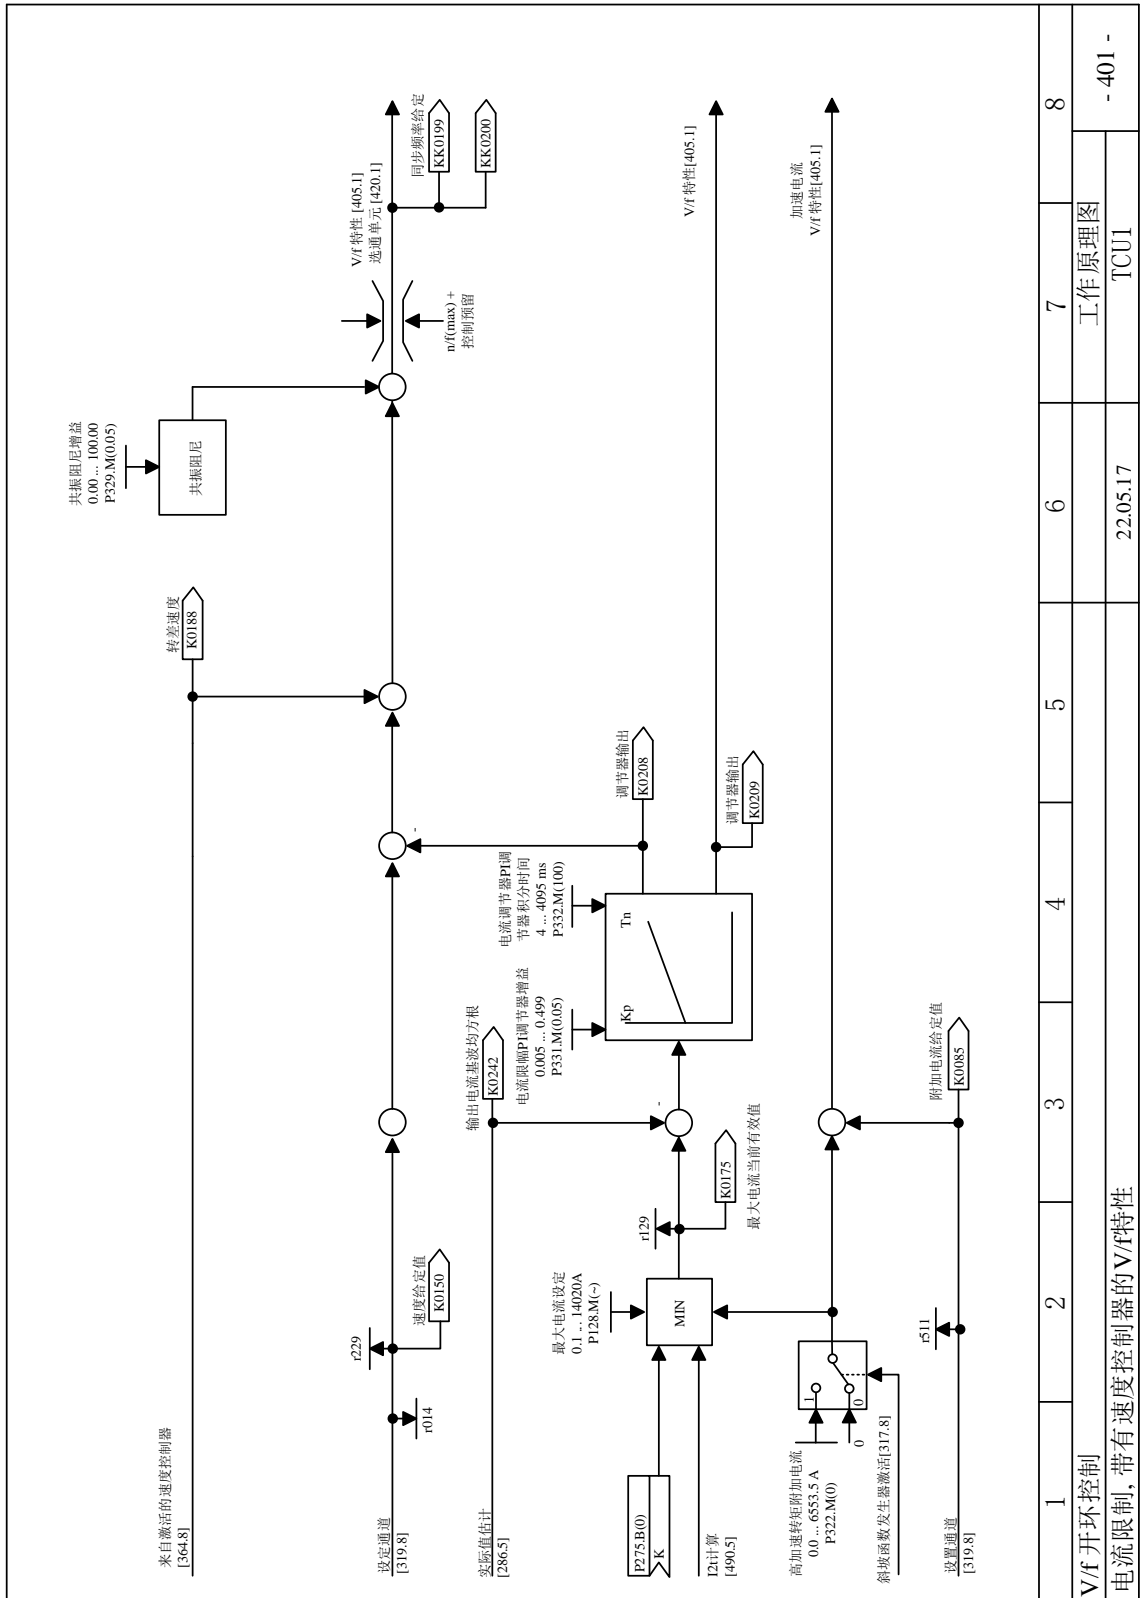 共振阻尼增益
0.00 ... 100.00
P329.M(0.05)
共振阻尼
V/f 特性 [405.1]
选通单元 [420.1]
同步频率给定
KK0199
KK0200
n/f(max) +
控制预留
来自激活的速度控制器
[364.8]
转差速度
K0188
设定通道
[319.8]
r014
r229
速度给定值
K0150
实际值估计
[286.5]
输出电流基波均方根
K0242
电流限幅PI调节器增益
0.005 ... 0.499
P331.M(0.05)
电流调节器PI调
节器积分时间
4 ... 4095 ms
P332.M(100)
Kp
Tn
调节器输出
K0208
调节器输出
K0209
V/f 特性[405.1]
最大电流设定
0.1 ... 14020A
P128.M(~)
MIN
P275.B(0)
K
I2t计算
[490.5]
r129
K0175
最大电流当前有效值
-
-
高加速转矩附加电流
0.0 ... 6553.5 A
P322.M(0)
1
0
0
斜坡函数发生器激活[317.8]
加速电流
V/f 特性[405.1]
设置通道
[319.8]
r511
附加电流给定值
K0085
1 2 3 4 5 6 7 8
V/f 开环控制
工作原理图
- 401 -
电流限制, 带有速度控制器的V/f特性
22.05.17
TCU1